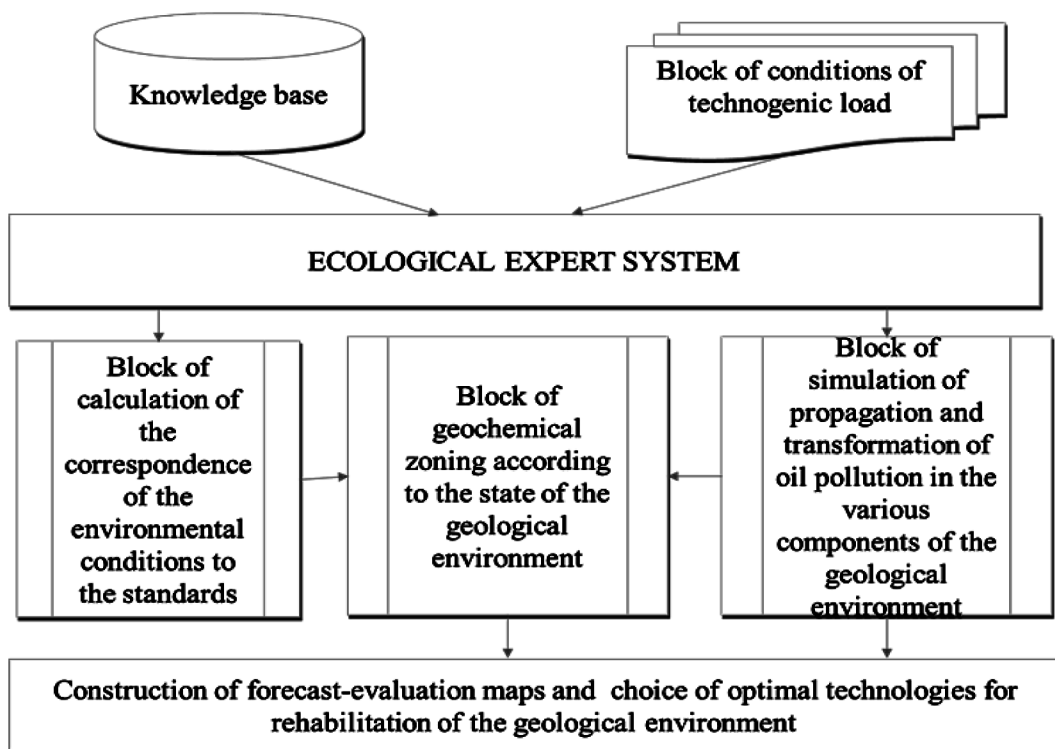 Knowledge base
Block of conditions of
technogenic load
ECOLOGICAL EXPERT SYSTEM
Block of
calculation of
the
correspondence
of the
environmental
conditions to
the standards
Block of
geochemical
zoning according
to the state of the
geological
environment
Block of
simulation of
propagation and
transformation of
oil pollution in the
various
components of the
geological
environment
Construction of forecast-evaluation maps and choice of optimal technologies for
rehabilitation of the geological environment